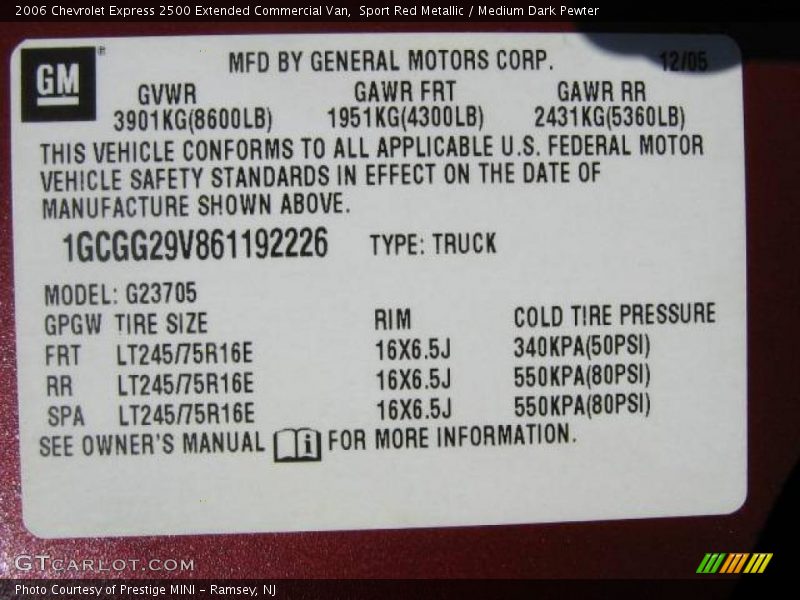 2006 Chevrolet Express 2500 Extended Commercial Van,  Sport Red Metallic / Medium Dark Pewter
GM ®
MFD BY GENERAL MOTORS CORP. 12/05
GVWR GAWR FRT GAWR RR
3901KG(8600LB) 1951KG(4300LB) 2431KG(5360LB)
THIS VEHICLE CONFORMS TO ALL APPLICABLE U.S. FEDERAL MOTOR
VEHICLE SAFETY STANDARDS IN EFFECT ON THE DATE OF
MANUFACTURE SHOWN ABOVE.
1GCGG29V861192226 TYPE: TRUCK
MODEL: G23705
GPGW TIRE SIZE RIM COLD TIRE PRESSURE
FRT LT245/75R16E 16X6.5J 340KPA(50PSI)
RR LT245/75R16E 16X6.5J 550KPA(80PSI)
SPA LT245/75R16E 16X6.5J 550KPA(80PSI)
SEE OWNER'S MANUAL i FOR MORE INFORMATION.
GTCARLOT.COM
Photo Courtesy of Prestige MINI - Ramsey, NJ